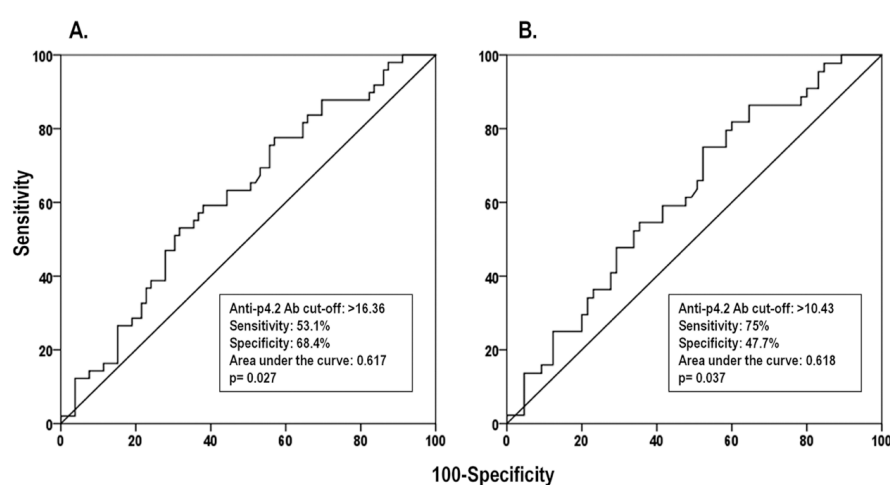 A.
100
80
60
40
20
0
0 20 40 60 80 100
Sensitivity
Anti-p4.2 Ab cut-off: >16.36
Sensitivity: 53.1%
Specificity: 68.4%
Area under the curve: 0.617
p= 0.027
B.
100
80
60
40
20
0
0 20 40 60 80 100
Anti-p4.2 Ab cut-off: >10.43
Sensitivity: 75%
Specificity: 47.7%
Area under the curve: 0.618
p= 0.037
100-Specificity